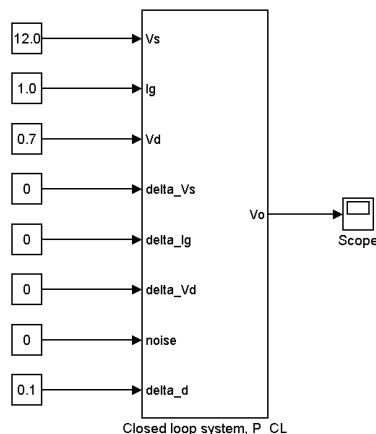 12.0 Vs
1.0 Ig
0.7 Vd
0 delta_Vs
0 delta_Ig
0 delta_Vd
0 noise
0.1 delta_d
Vo
Scope
Closed loop system, P_CL